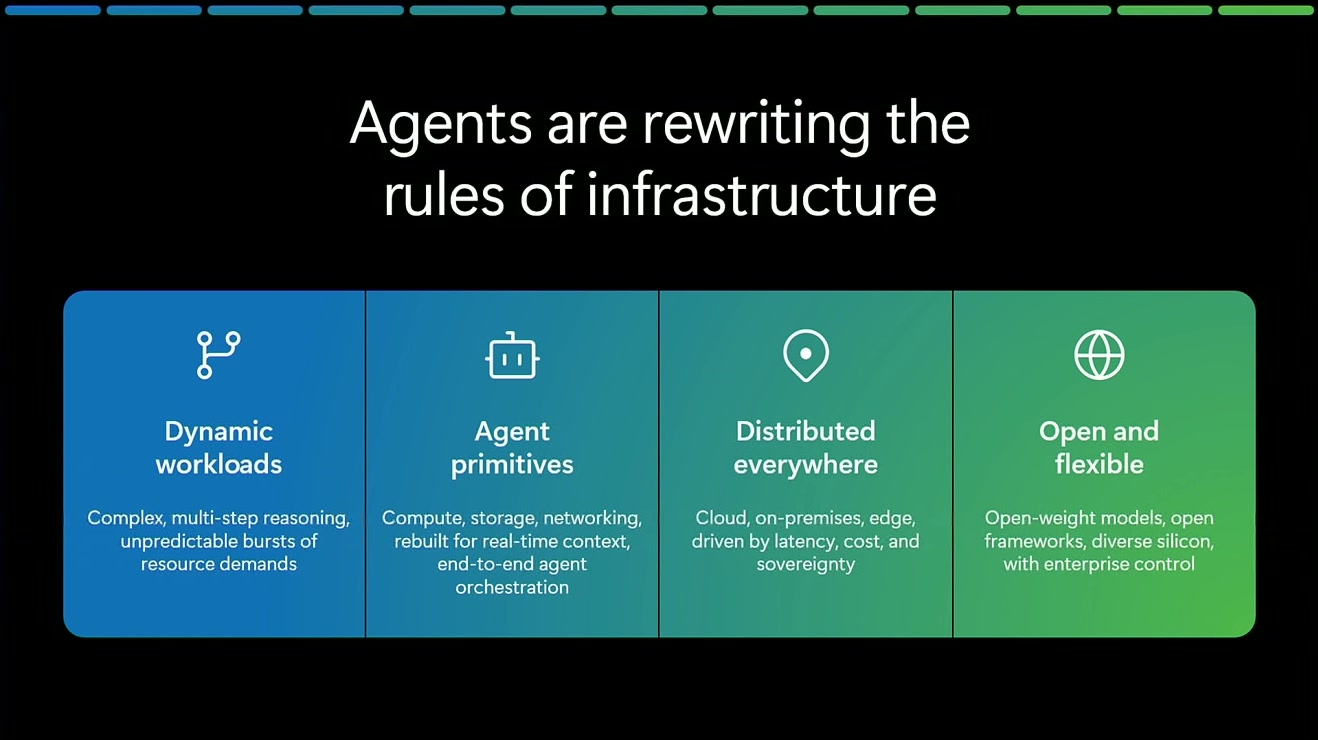 Agents are rewriting the
rules of infrastructure
Dynamic
workloads
Complex, multi-step reasoning,
unpredictable bursts of
resource demands
Agent
primitives
Compute, storage, networking,
rebuilt for real-time context,
end-to-end agent
orchestration
Distributed
everywhere
Cloud, on-premises, edge,
driven by latency, cost, and
sovereignty
Open and
flexible
Open-weight models, open
frameworks, diverse silicon,
with enterprise control